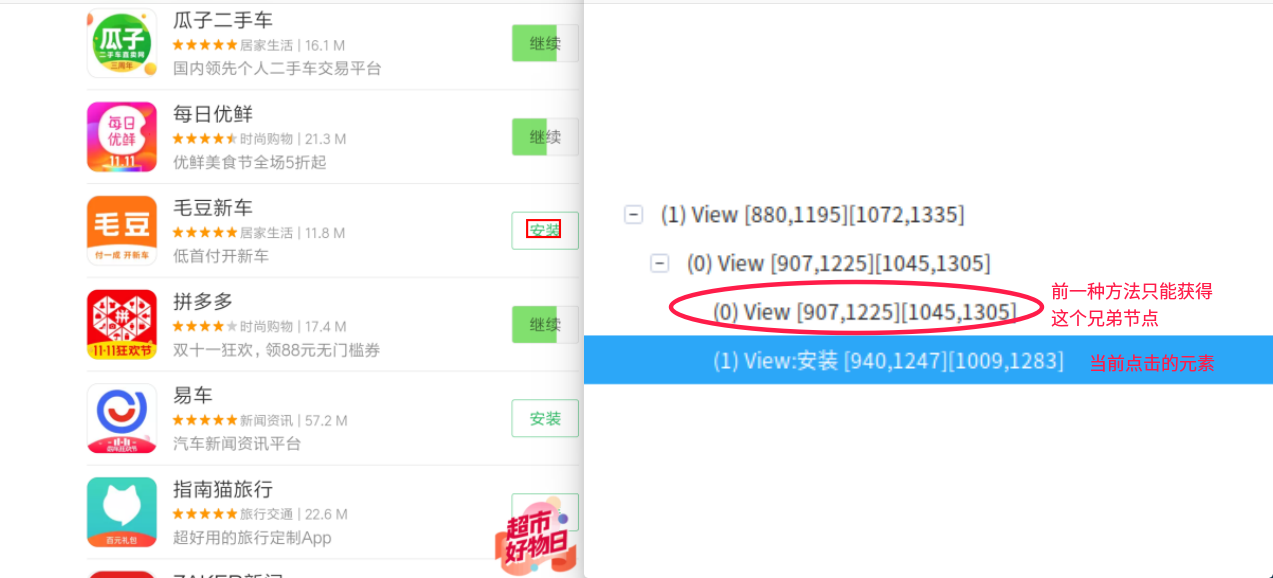 瓜子
二手车直卖网
三周年
瓜子二手车
居家生活 | 16.1 M
国内领先个人二手车交易平台
继续
每日
优鲜
11.11
每日优鲜
时尚购物 | 21.3 M
优鲜美食节全场5折起
继续
毛豆
付一成 开新车
毛豆新车
居家生活 | 11.8 M
低首付开新车
安装
拼
11·11狂欢节
拼多多
时尚购物 | 17.4 M
双十一狂欢，领88元无门槛券
继续
易车
新闻资讯 | 57.2 M
汽车新闻资讯平台
安装
百元礼包
指南猫旅行
旅行交通 | 22.6 M
超好用的旅行定制App
超市
好物日
ZAKER新闻
(1) View [880,1195][1072,1335]
(0) View [907,1225][1045,1305]
(0) View [907,1225][1045,1305]
前一种方法只能获得
这个兄弟节点
(1) View:安装 [940,1247][1009,1283]
当前点击的元素